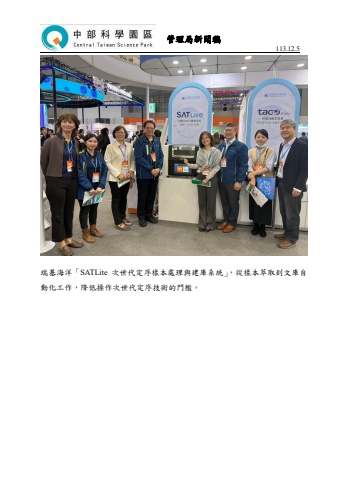 中部科學園區
Central Taiwan Science Park
管理局新聞稿
113.12.5
SATLite
taco
瑞基海洋「SATLite 次世代定序樣本處理與建庫系統」，從樣本萃取到文庫自
動化工作，降低操作次世代定序技術的門檻。